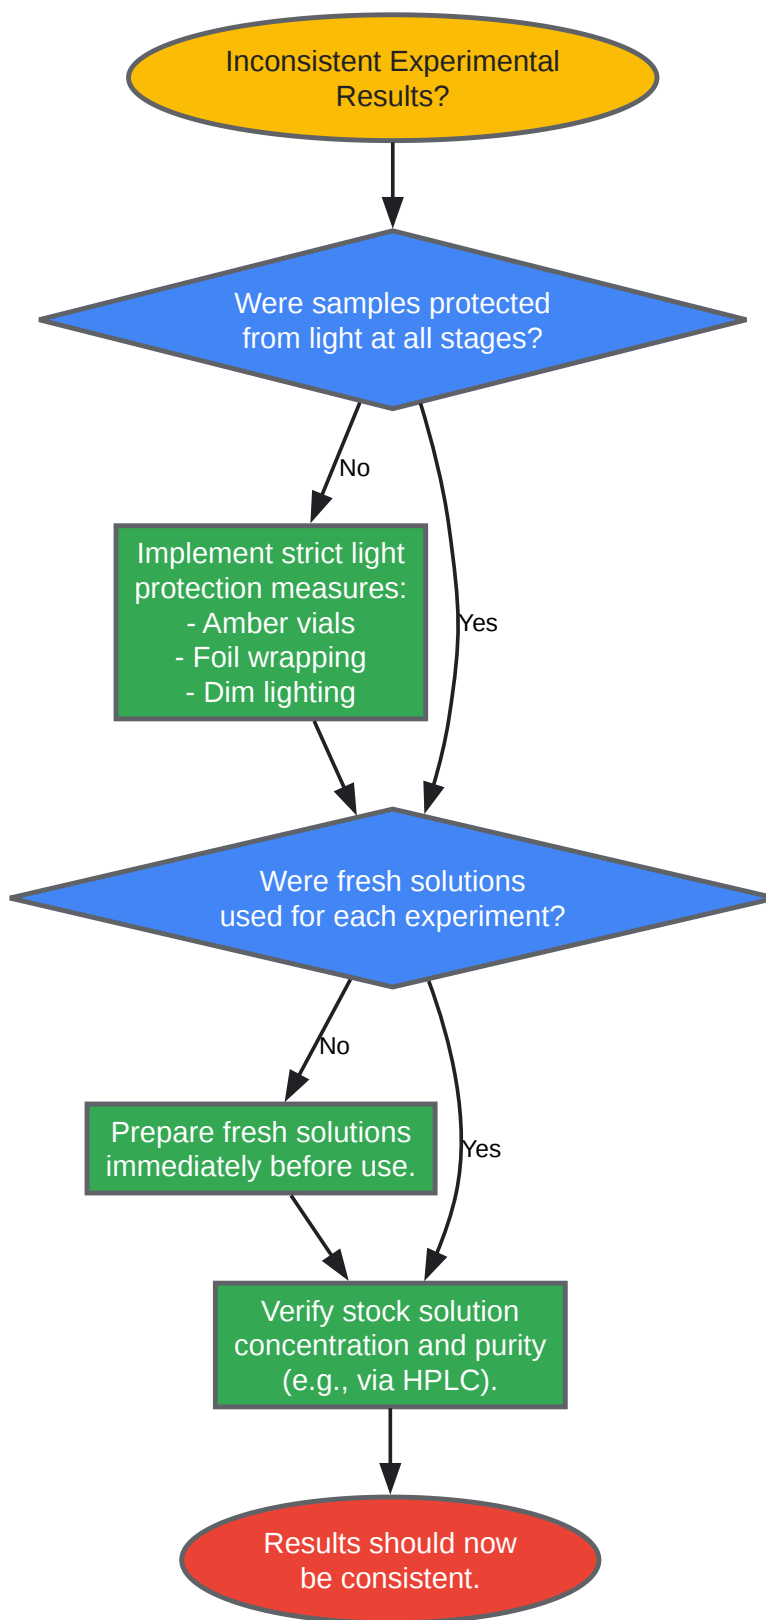 Inconsistent Experimental
Results?
Were samples protected
from light at all stages?
No
Implement strict light
protection measures:
- Amber vials
- Foil wrapping
- Dim lighting
Yes
Were fresh solutions
used for each experiment?
No
Prepare fresh solutions
immediately before use.
Yes
Verify stock solution
concentration and purity
(e.g., via HPLC).
Results should now
be consistent.